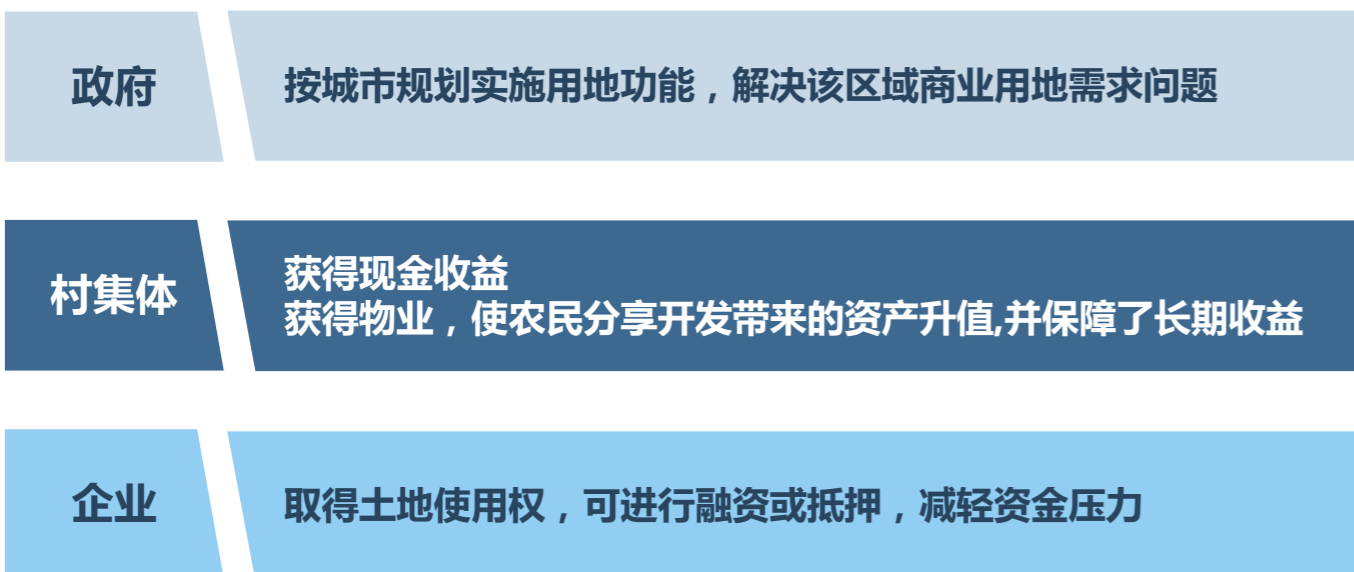 政府
按城市规划实施用地功能，解决该区域商业用地需求问题
村集体
获得现金收益
获得物业，使农民分享开发带来的资产升值,并保障了长期收益
企业
取得土地使用权，可进行融资或抵押，减轻资金压力